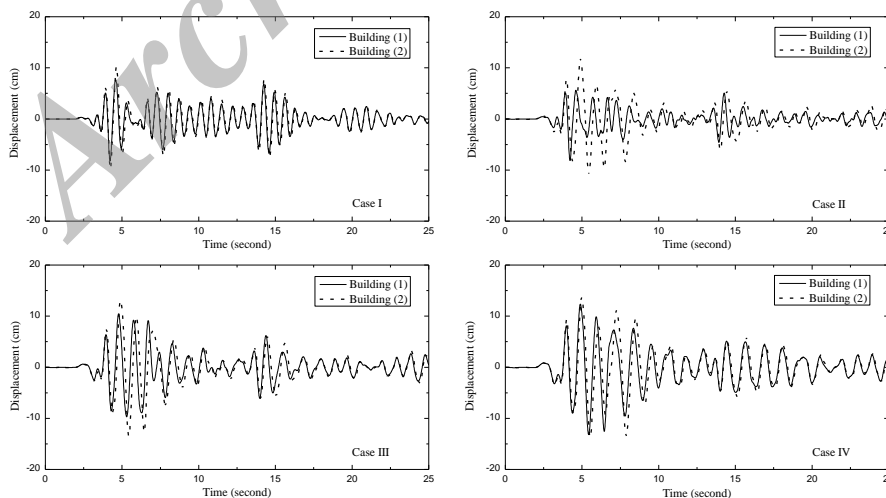 20
10
0
-10
-20
Displacement (cm)
Building (1)
Building (2)
Case I
0 5 10 15 20 25
Time (second)
20
10
0
-10
-20
Displacement (cm)
Building (1)
Building (2)
Case II
0 5 10 15 20
Time (second)
20
10
0
-10
-20
Displacement (cm)
Building (1)
Building (2)
Case III
0 5 10 15 20 25
Time (second)
20
10
0
-10
-20
Displacement (cm)
Building (1)
Building (2)
Case IV
0 5 10 15 20
Time (second)